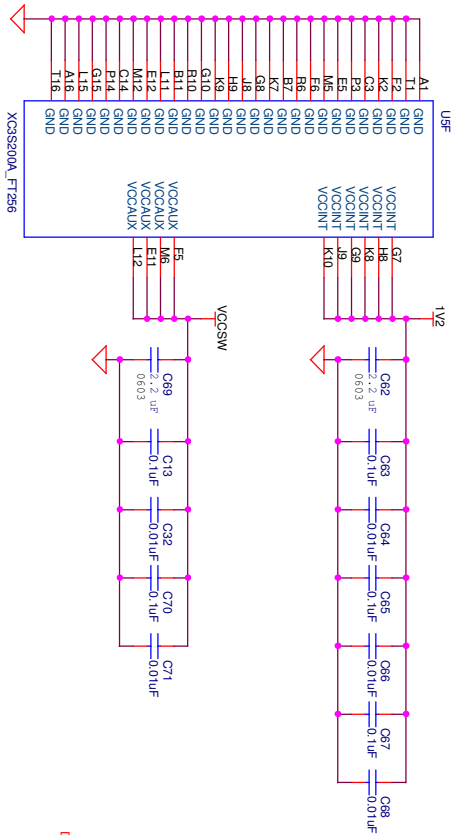 U5F
1V2
A1 GND
T1 GND
F2 GND VCCINT G7
K2 GND VCCINT H8
C3 GND VCCINT K8
P3 GND VCCINT G9
E5 GND VCCINT J9
M5 GND VCCINT K10
F6 GND
R6 GND
B7 GND
K7 GND
G8 GND
J8 GND
H9 GND
K9 GND
G10 GND
R10 GND
B11 GND VCCAUX F5
L11 GND VCCAUX M6
E12 GND VCCAUX E11
M12 GND VCCAUX L12
C14 GND
P14 GND
G15 GND
L15 GND
A16 GND
T16 GND
XC3S200A_FT256
C62
2.2 uF
0603
C63
0.1uF
C64
0.01uF
C65
0.1uF
C66
0.01uF
C67
0.1uF
C68
0.01uF
VCCSW
C69
2.2 uF
0603
C13
0.1uF
C32
0.01uF
C70
0.1uF
C71
0.01uF